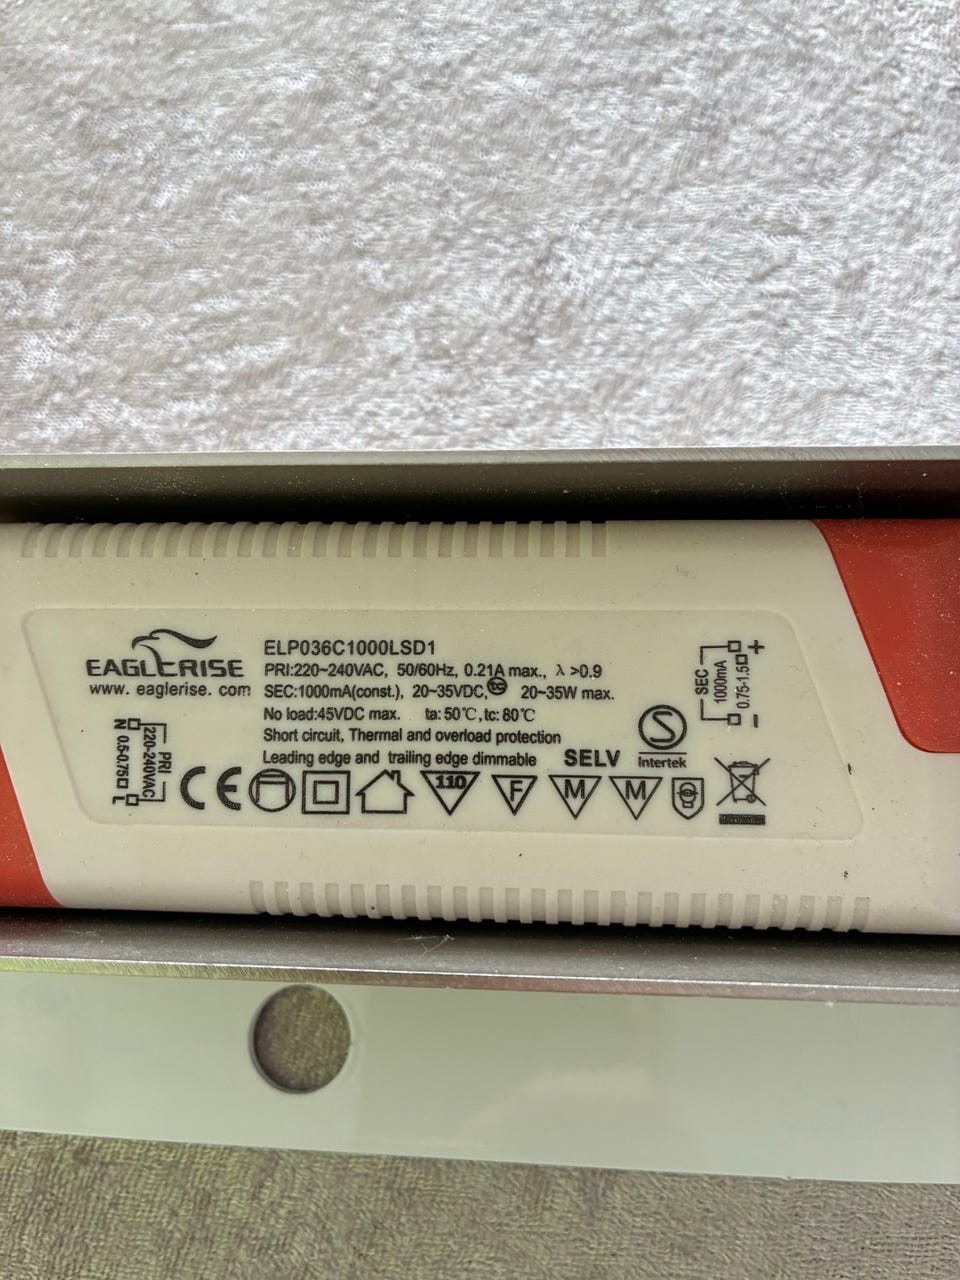 EAGLERISE
www. eaglerise. com
ELP036C1000LSD1
PRI:220~240VAC, 50/60Hz, 0.21A max., λ >0.9
SEC:1000mA(const.), 20~35VDC, tc 20~35W max.
No load:45VDC max. ta: 50℃, tc: 80℃
Short circuit, Thermal and overload protection
Leading edge and trailing edge dimmable SELV
N L
0.5-0.75□
220-240VAC
PRI
CE 110 F M M
S
Intertek
SEC
1000mA
0.75-1.5□
+ −